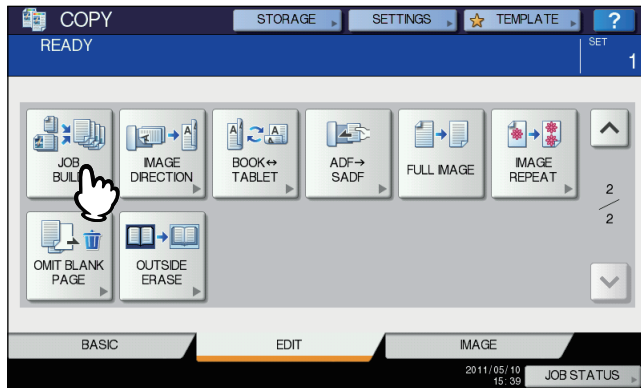 COPY
STORAGE
SETTINGS
TEMPLATE
?
READY
SET
1
JOB
BUIL
IMAGE
DIRECTION
BOOK↔
TABLET
ADF→
SADF
FULL IMAGE
IMAGE
REPEAT
2
2
OMIT BLANK
PAGE
OUTSIDE
ERASE
BASIC
EDIT
IMAGE
2011/05/10
15:39
JOB STATUS